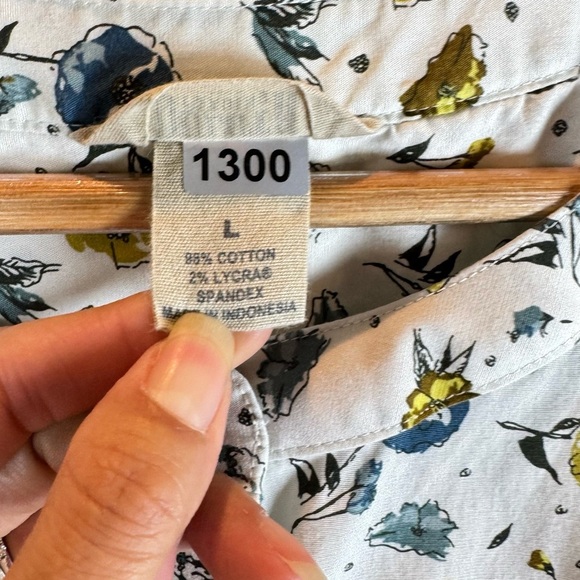 1300
L
98% COTTON
2% LYCRA®
SPANDEX
MADE IN INDONESIA